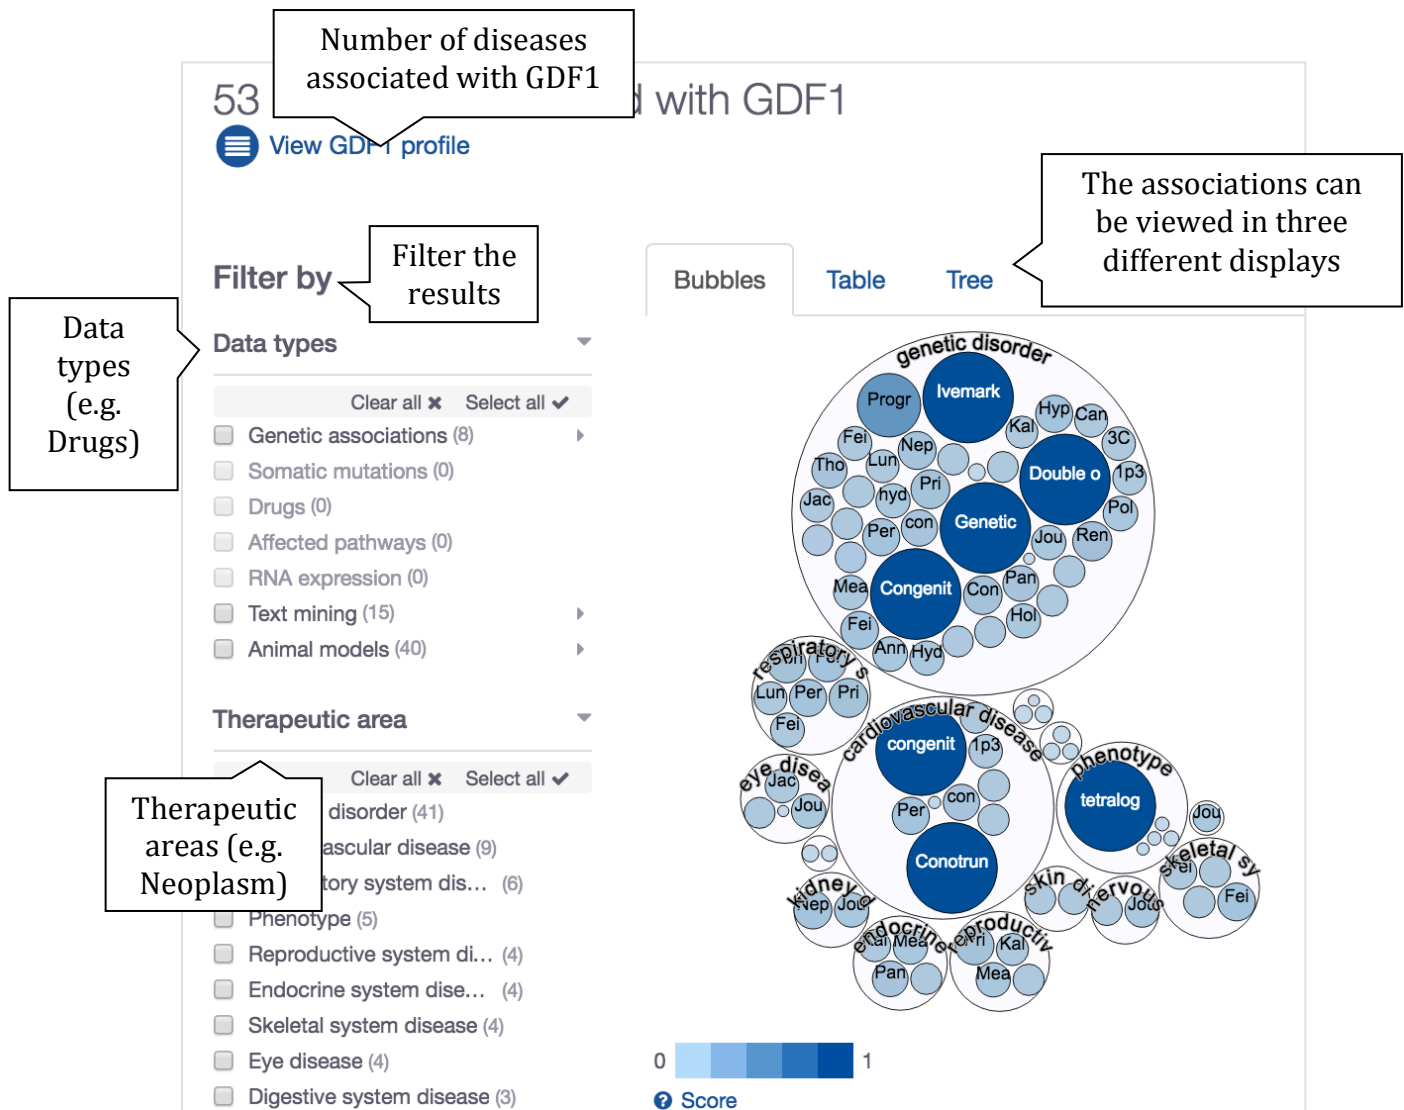 Number of diseases
associated with GDF1
53
d with GDF1
View GDF1 profile
The associations can
be viewed in three
different displays
Filter by
Filter the
results
Bubbles
Table
Tree
Data
types
(e.g.
Drugs)
Data types
Clear all ✖ Select all ✔
Genetic associations (8)
Somatic mutations (0)
Drugs (0)
Affected pathways (0)
RNA expression (0)
Text mining (15)
Animal models (40)
Therapeutic area
Clear all ✖ Select all ✔
Therapeutic
areas (e.g.
Neoplasm)
disorder (41)
ascular disease (9)
tory system dis... (6)
Phenotype (5)
Reproductive system di... (4)
Endocrine system dise... (4)
Skeletal system disease (4)
Eye disease (4)
Digestive system disease (3)
genetic disorder
Ivemark
Progr
Hyp
Can
Kal
3C
Fei
Nep
Tho
Lun
Double o
1p3
Pri
Jac
hyd
Pol
Genetic
con
Per
Jou
Ren
Mea
Congenit
Con
Pan
Hol
Fei
Ann
Hyd
respiratory s
Lun
Per
Pri
Fei
cardiovascular disease
congenit
1p3
Per
con
Conotrun
eye disea
Jac
Jou
phenotype
tetralog
Jou
kidney d
Nep
Jou
skin di
nervous
Jou
skeletal sy
Fei
Fei
endocrine
Kal
Mea
Pan
reproductiv
Pri
Kal
Mea
0
1
Score